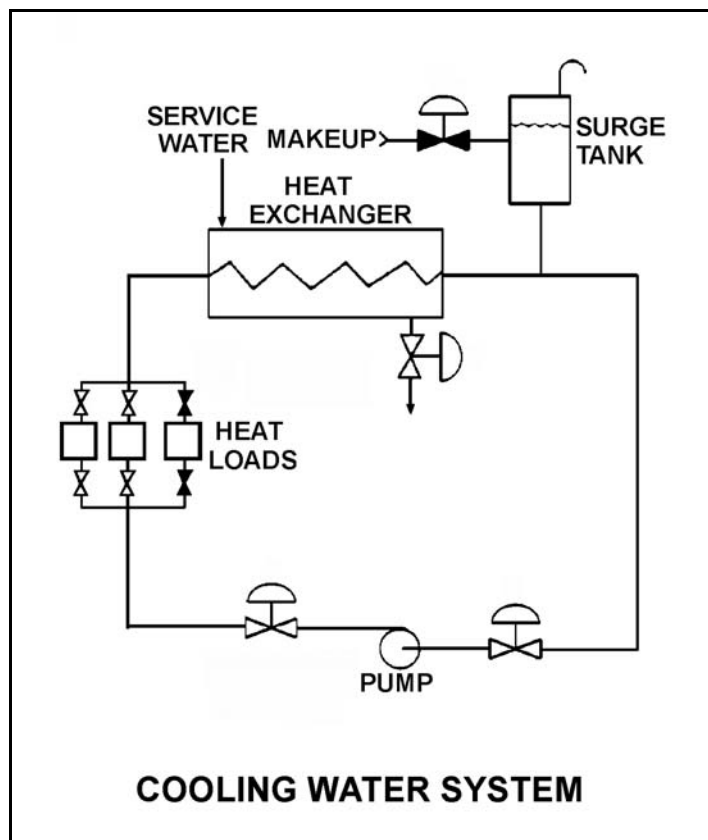 SERVICE
WATER
MAKEUP
SURGE
TANK
HEAT
EXCHANGER
HEAT
LOADS
PUMP
COOLING WATER SYSTEM